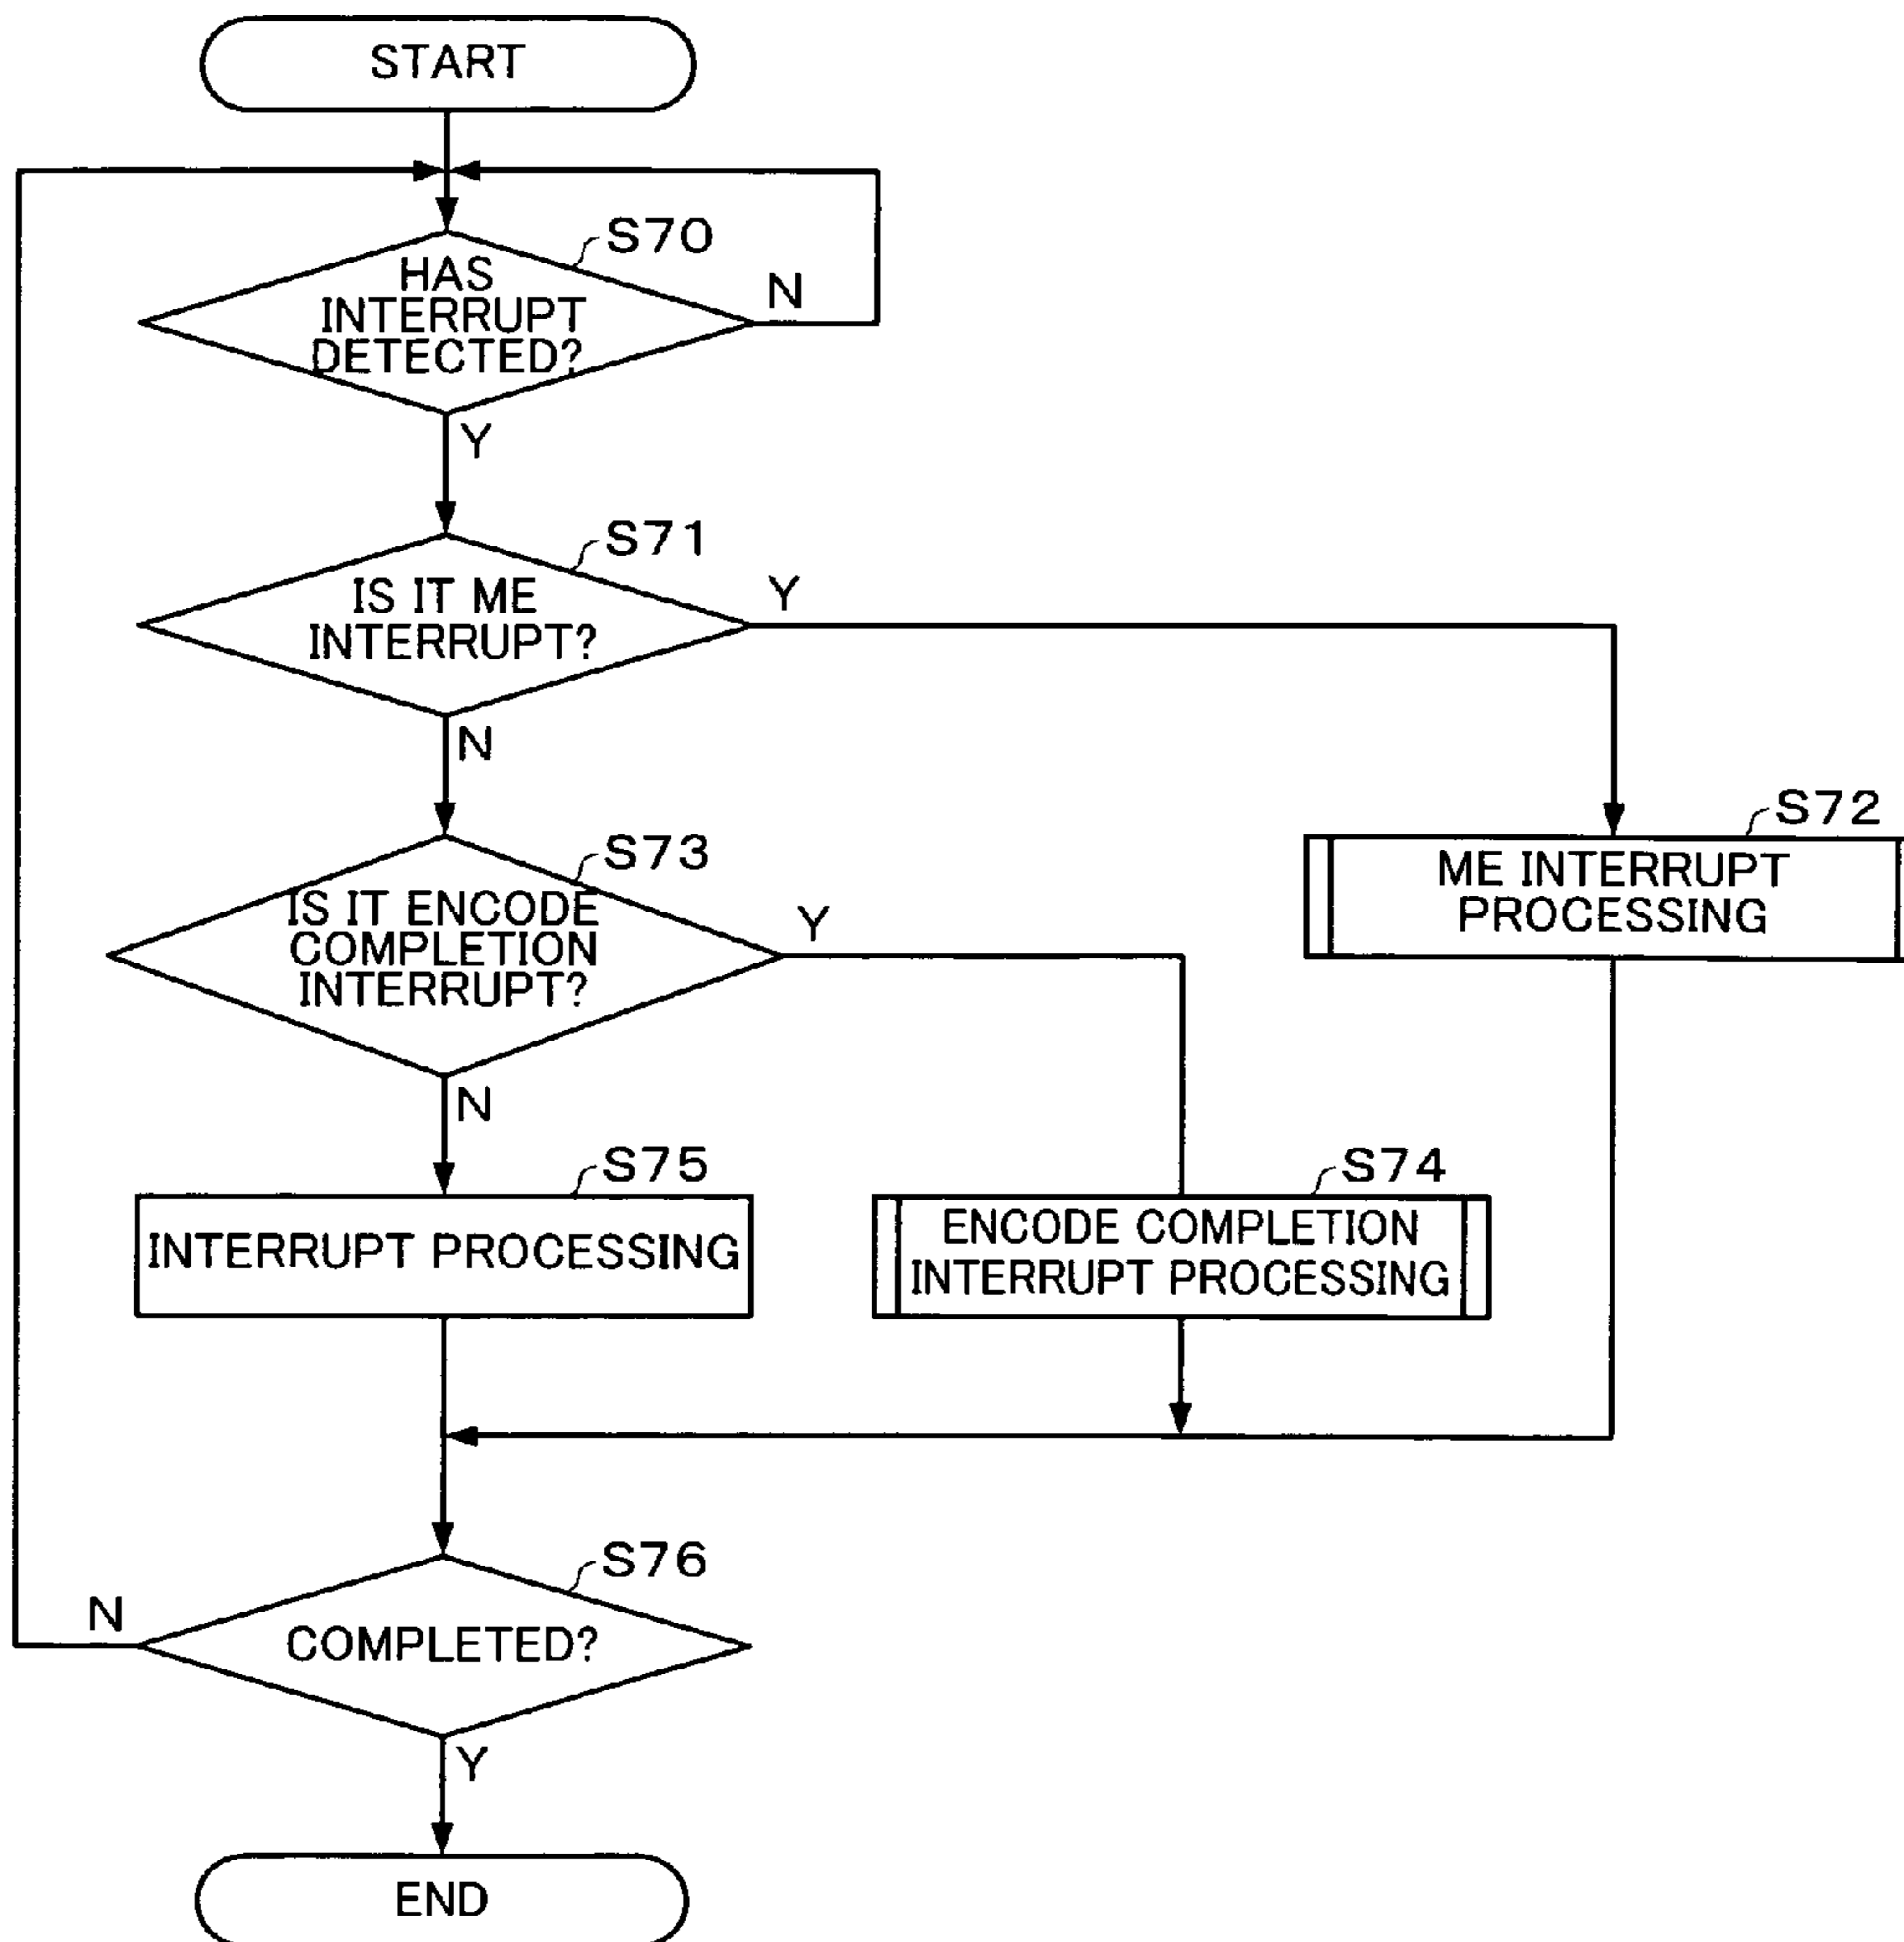 START
S70
HAS
INTERRUPT
DETECTED?
N
Y
S71
IS IT ME
INTERRUPT?
Y
N
S72
ME INTERRUPT
PROCESSING
S73
IS IT ENCODE
COMPLETION
INTERRUPT?
Y
N
S75
INTERRUPT PROCESSING
S74
ENCODE COMPLETION
INTERRUPT PROCESSING
S76
COMPLETED?
N
Y
END